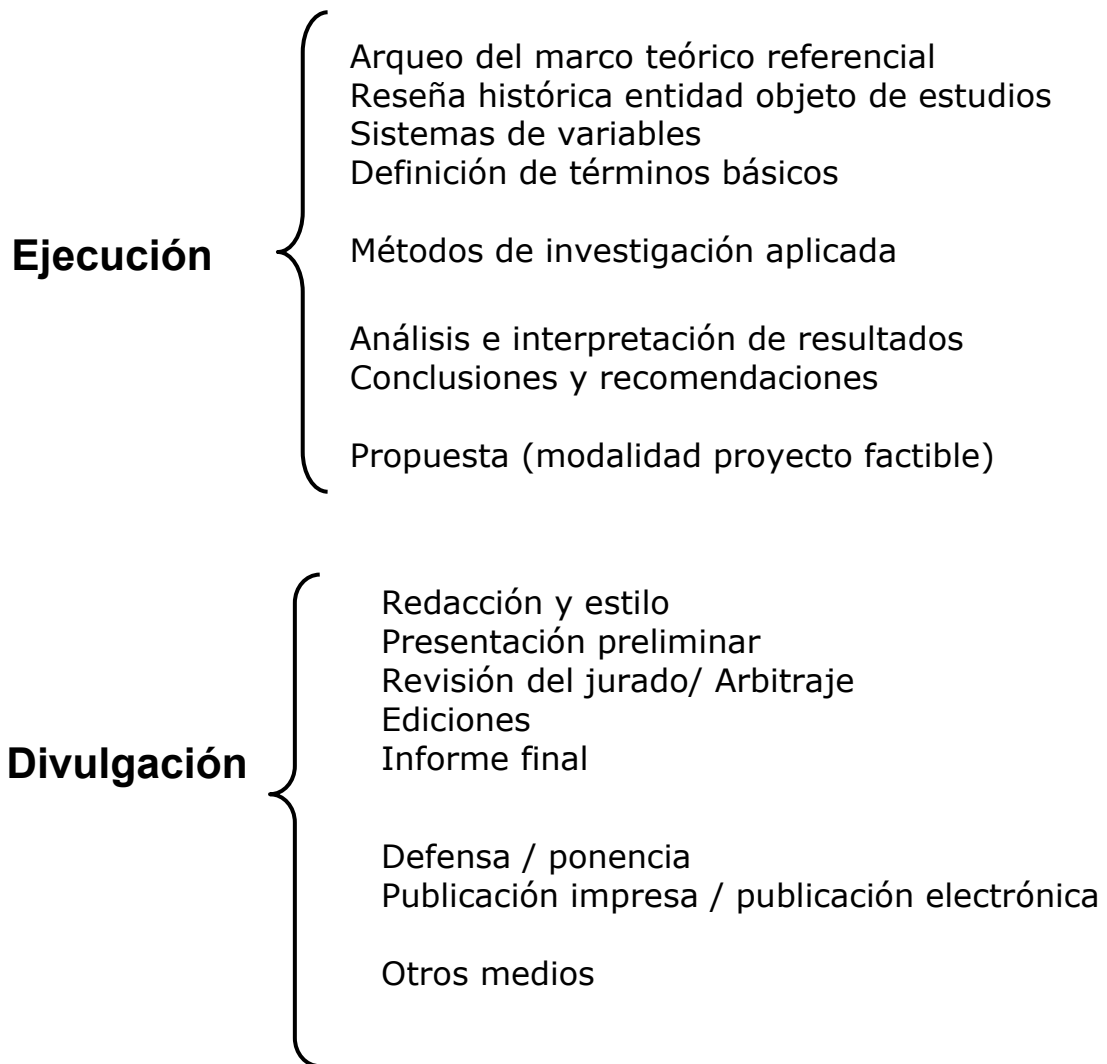 Ejecución
Arqueo del marco teórico referencial
Reseña histórica entidad objeto de estudios
Sistemas de variables
Definición de términos básicos
Métodos de investigación aplicada
Análisis e interpretación de resultados
Conclusiones y recomendaciones
Propuesta (modalidad proyecto factible)
Divulgación
Redacción y estilo
Presentación preliminar
Revisión del jurado/ Arbitraje
Ediciones
Informe final
Defensa / ponencia
Publicación impresa / publicación electrónica
Otros medios